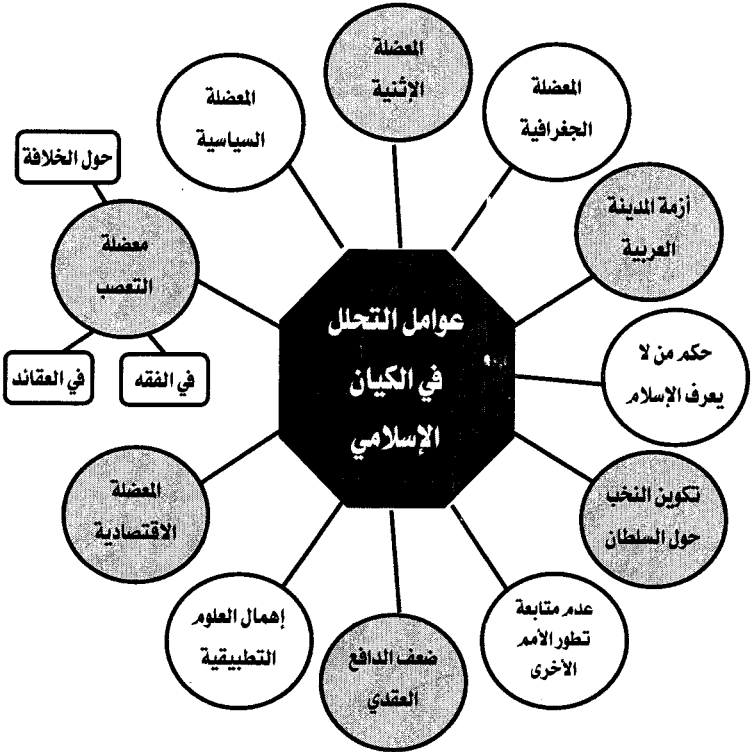 عوامل التحلل
في الكيان
الإسلامي
المعضلة
الإثنية
المعضلة
الجغرافية
أزمة المدينة
العربية
حكم من لا
يعرف الإسلام
تكوين النخب
حول السلطان
عدم متابعة
تطور الأمم
الأخرى
ضعف الدافع
العقدي
إهمال العلوم
التطبيقية
المعضلة
الاقتصادية
معضلة
التعصب
حول الخلافة
في الفقه
في العقائد
المعضلة
السياسية